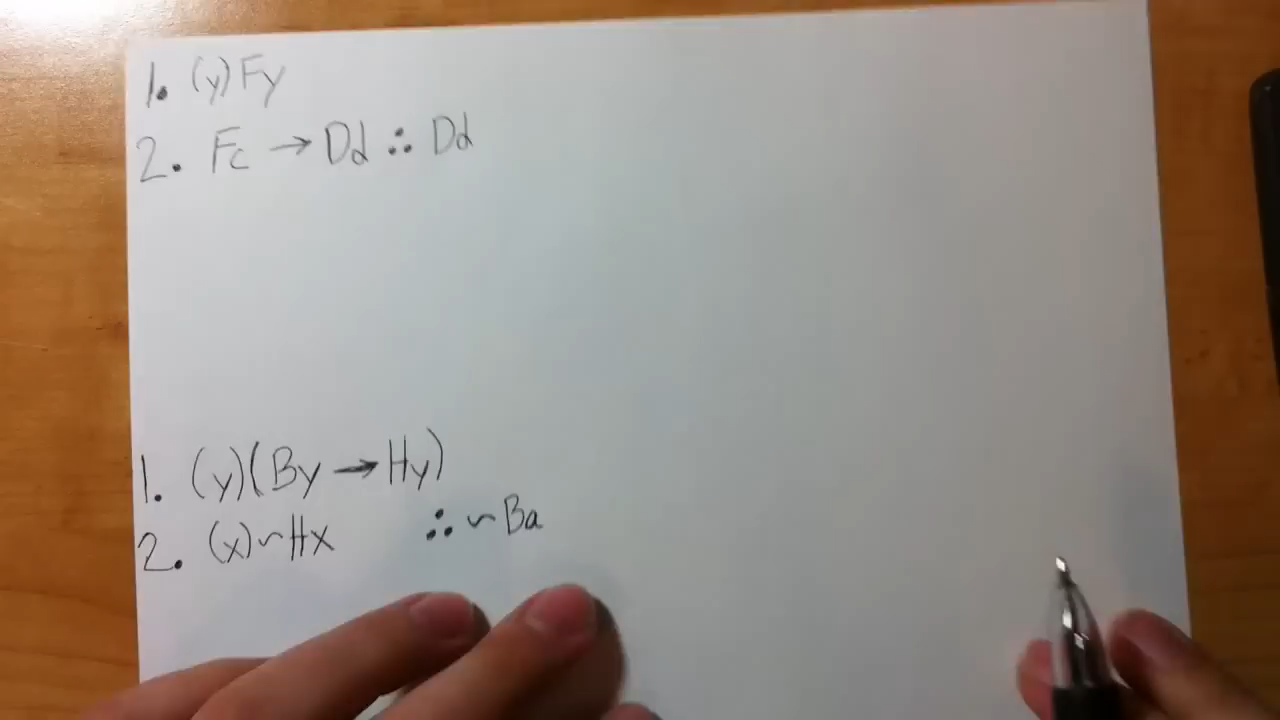 1. (y)Fy
2. Fc → Dd ∴ Dd
1. (y)(By → Hy)
2. (x)~Hx ∴ ~Ba